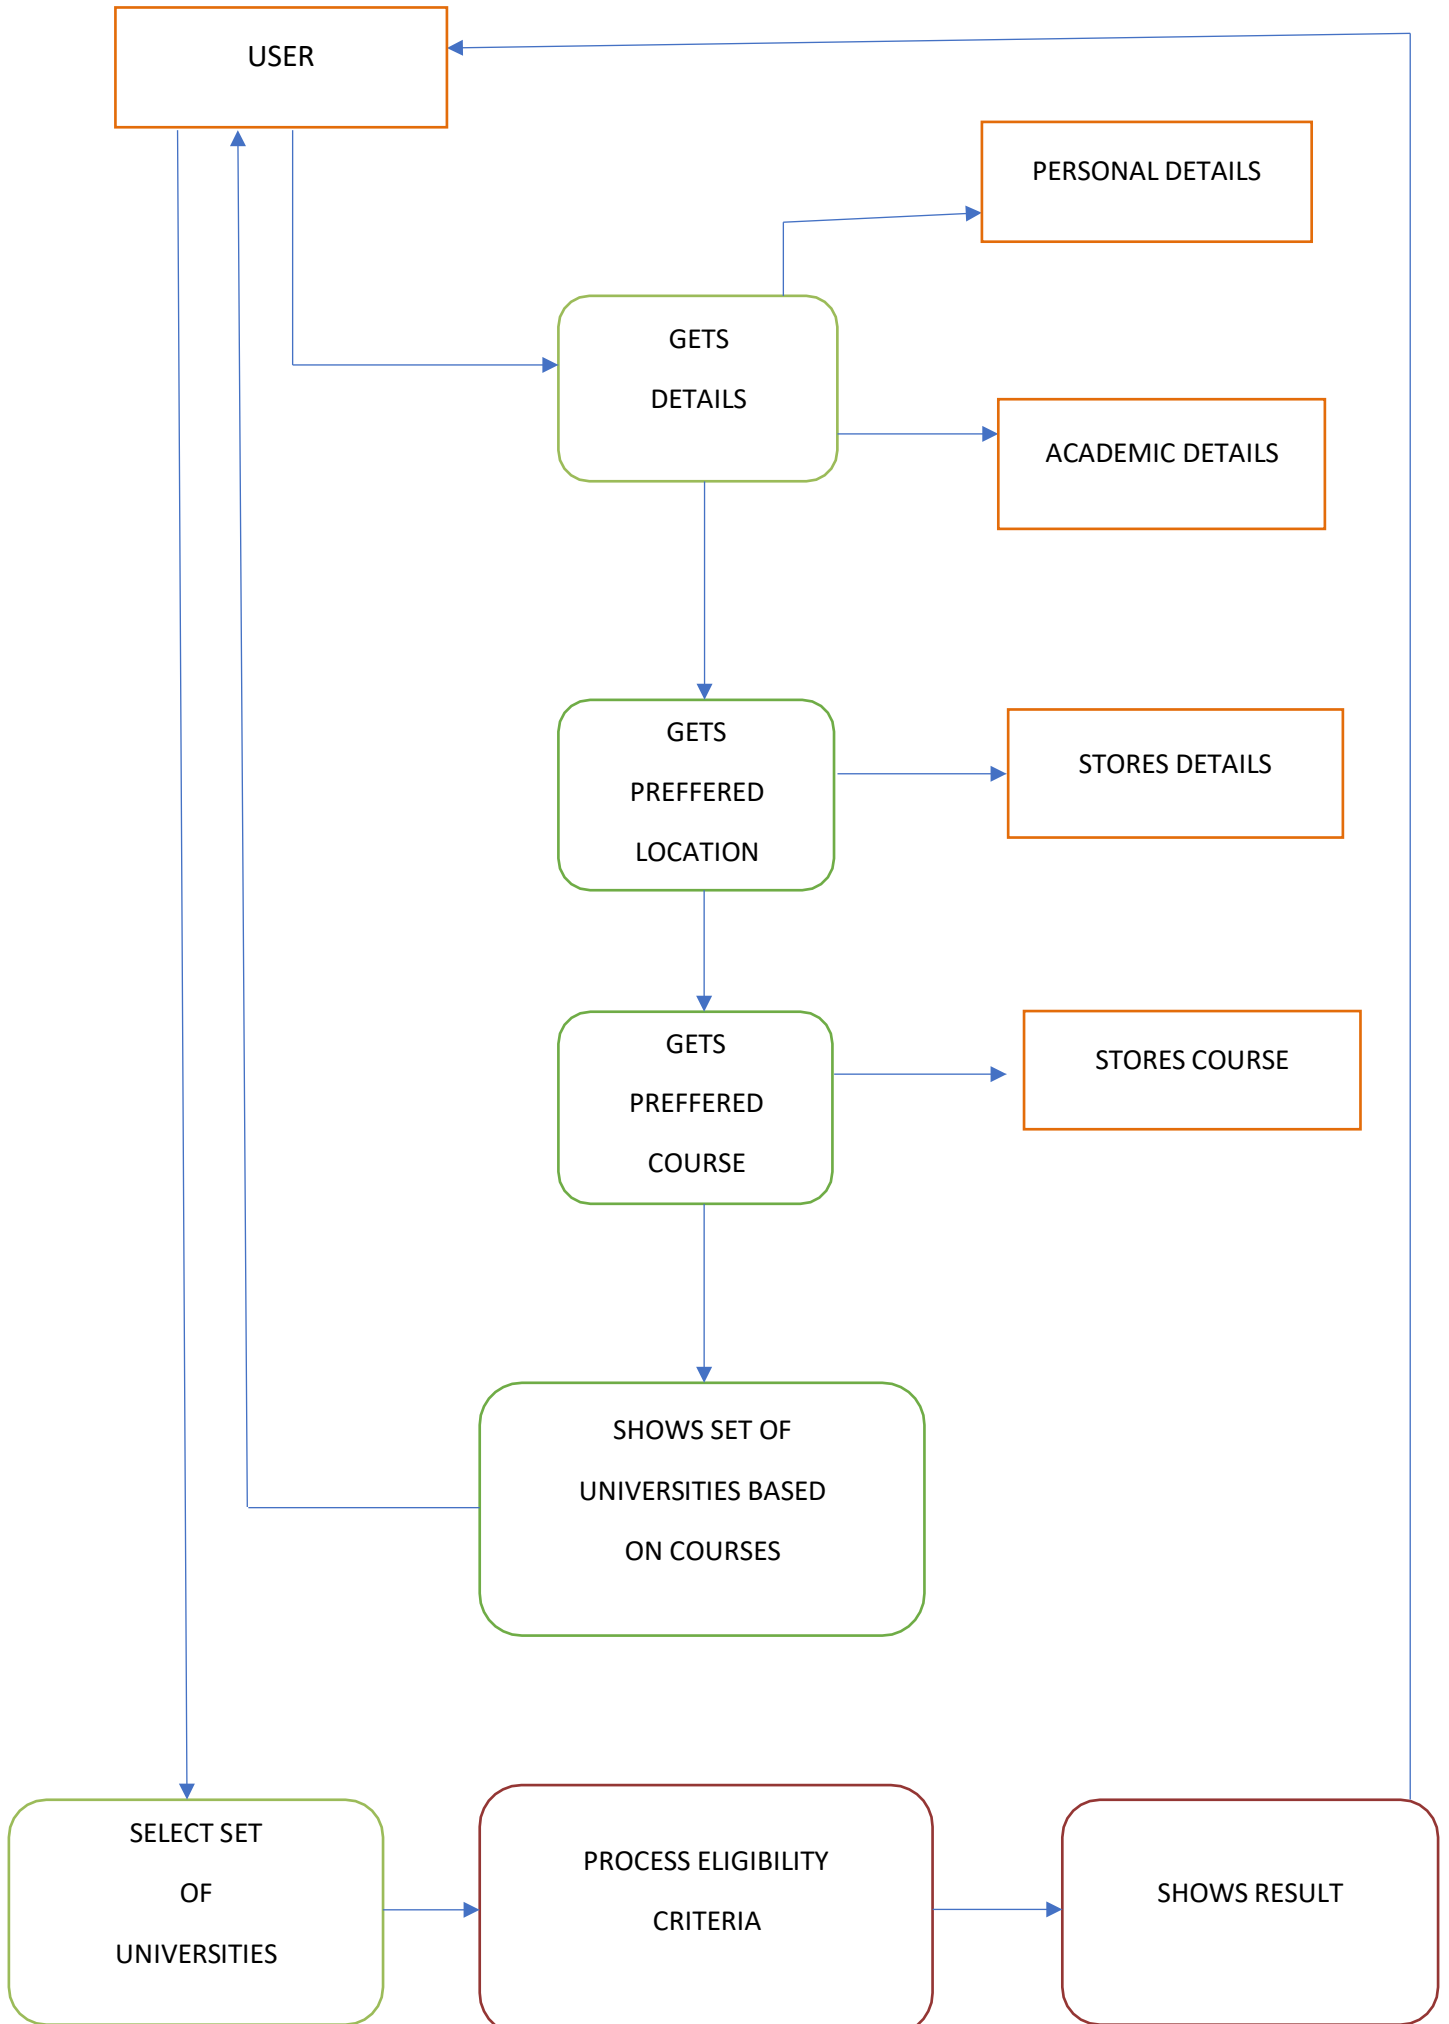 USER
PERSONAL DETAILS
GETS
DETAILS
ACADEMIC DETAILS
GETS
PREFFERED
LOCATION
STORES DETAILS
GETS
PREFFERED
COURSE
STORES COURSE
SHOWS SET OF
UNIVERSITIES BASED
ON COURSES
SELECT SET
OF
UNIVERSITIES
PROCESS ELIGIBILITY
CRITERIA
SHOWS RESULT